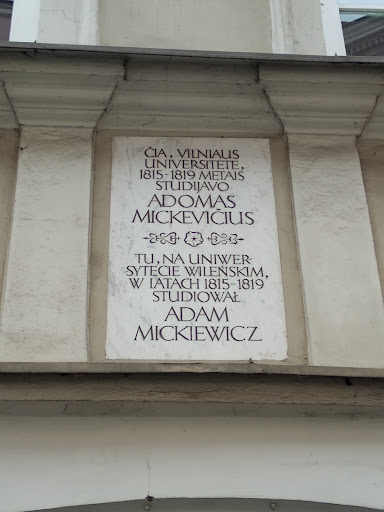 ČIA, VILNIAUS
UNIVERSITETE,
1815-1819 METAIS
STUDIJAVO
ADOMAS
MICKEVIČIUS
TU, NA UNIWER-
SYTECIE WILEŃSKIM,
W LATACH 1815-1819
STUDIOWAŁ
ADAM
MICKIEWICZ